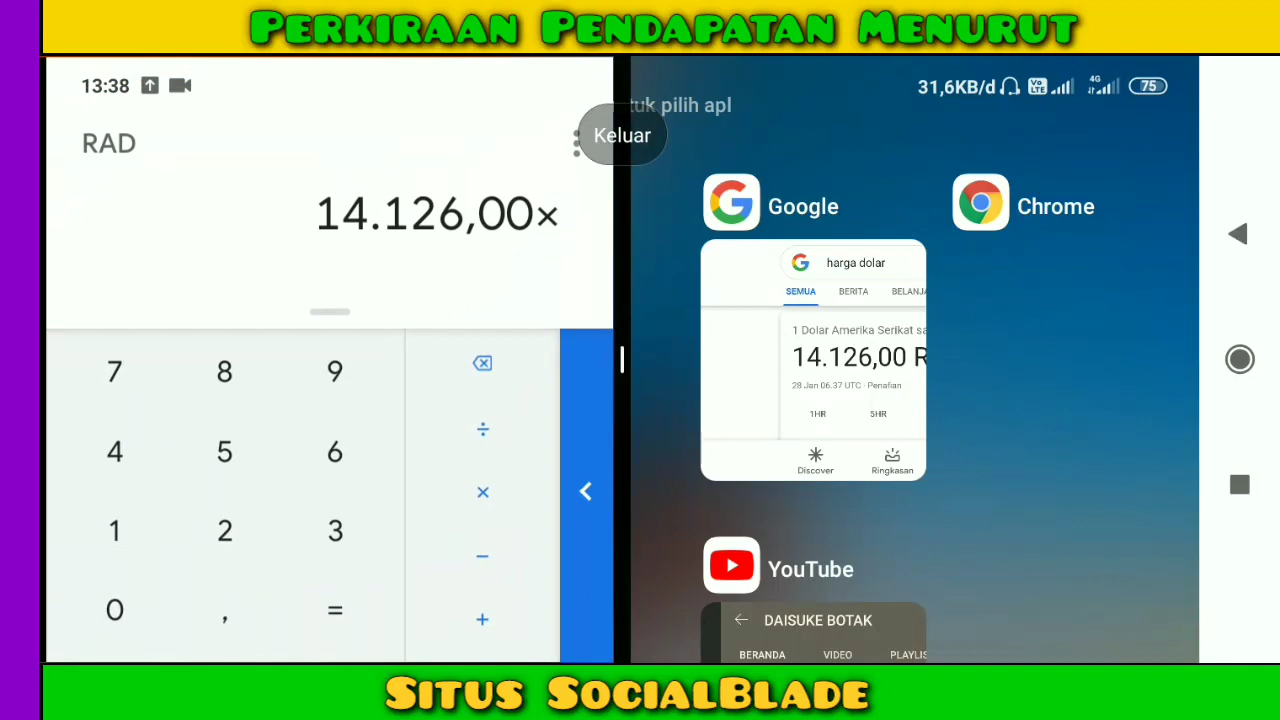 PERKIRAAN PENDAPATAN MENURUT
13:38
31,6KB/d
Vo LTE
4G
75
tuk pilih apl
Keluar
RAD
14.126,00×
Google
Chrome
harga dolar
SEMUA BERITA BELANJA
1 Dolar Amerika Serikat sa
14.126,00 R
28 Jan 06.37 UTC · Penafian
1HR 5HR
Discover Ringkasan
7 8 9
÷
4 5 6
×
1 2 3
−
0 , =
+
YouTube
DAISUKE BOTAK
BERANDA VIDEO PLAYLIS
SITUS SOCIALBLADE